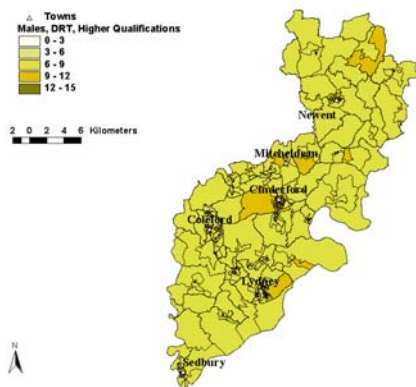 Towns
Males, DRT, Higher Qualifications
0 - 3
3 - 6
6 - 9
9 - 12
12 - 15
2 0 2 4 6 Kilometers
Newent
Mitcheldean
Cinderford
Coleford
Lydney
Sedbury
N